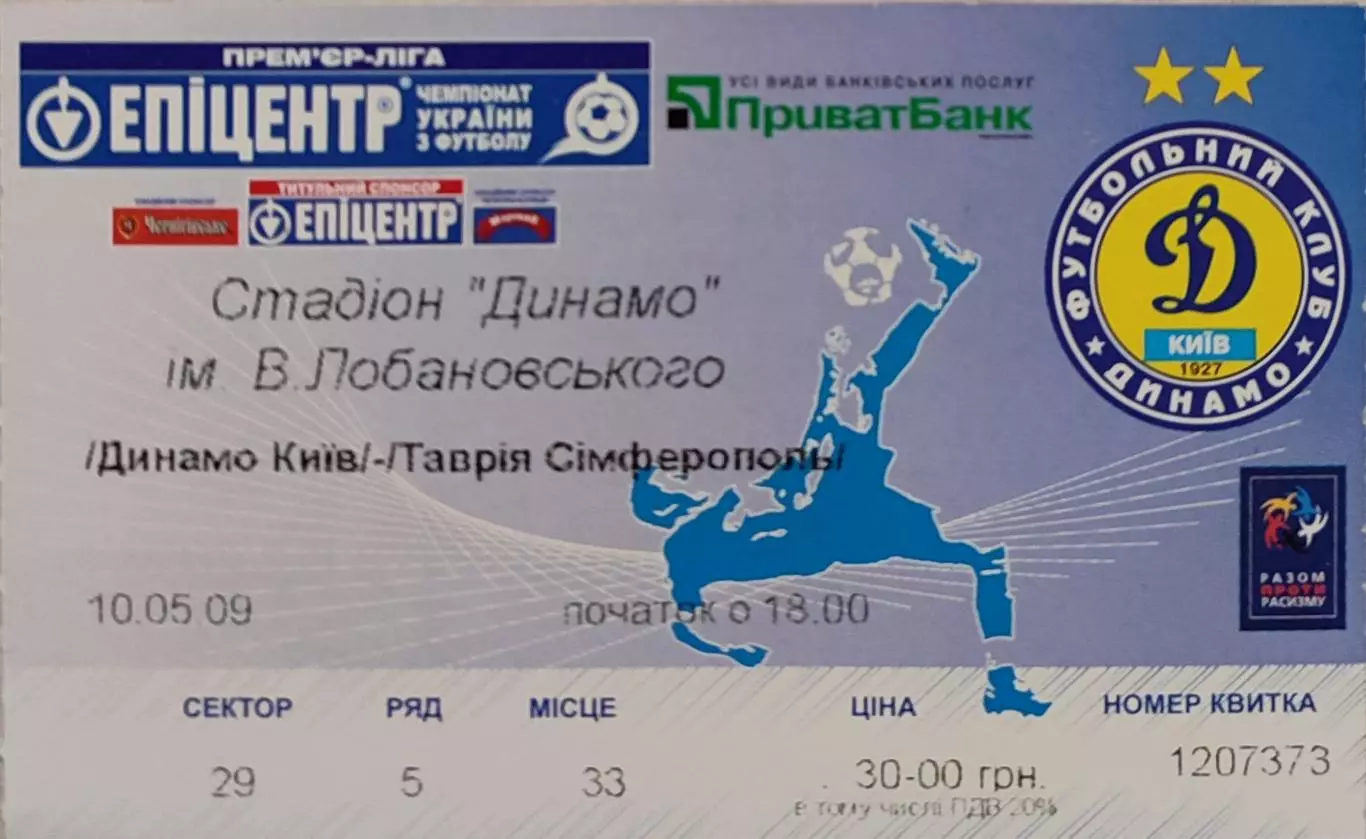 ПРЕМ'ЄР-ЛІГА
ЕПІЦЕНТР® ЧЕМПІОНАТ
УКРАЇНИ
З ФУТБОЛУ
УСІ ВИДИ БАНКІВСЬКИХ ПОСЛУГ
ПриватБанк
ТИТУЛЬНИЙ СПОНСОР
Чернігівське
ЕПІЦЕНТР®
ФУТБОЛЬНИЙ КЛУБ
Д
КИЇВ
1927
ДИНАМО
Стадіон "Динамо"
ім. В.Лобановського
/Динамо Київ/-/Таврія Сімферополь/
РАЗОМ
ПРОТИ
РАСИЗМУ
10.05.09 початок о 18.00
СЕКТОР РЯД МІСЦЕ ЦІНА НОМЕР КВИТКА
29 5 33 30-00 грн. 1207373
в тому числі ПДВ 20%